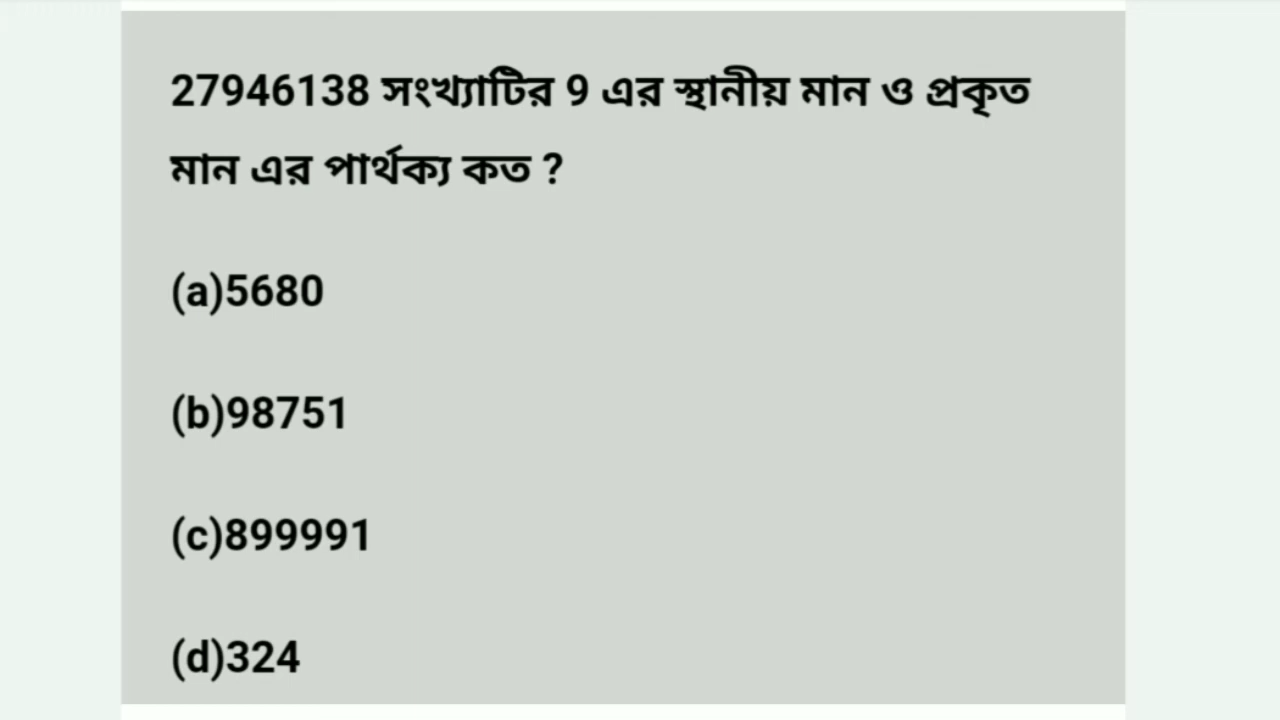 27946138 সংখ্যাটির 9 এর স্থানীয় মান ও প্রকৃত
মান এর পার্থক্য কত ?
(a)5680
(b)98751
(c)899991
(d)324